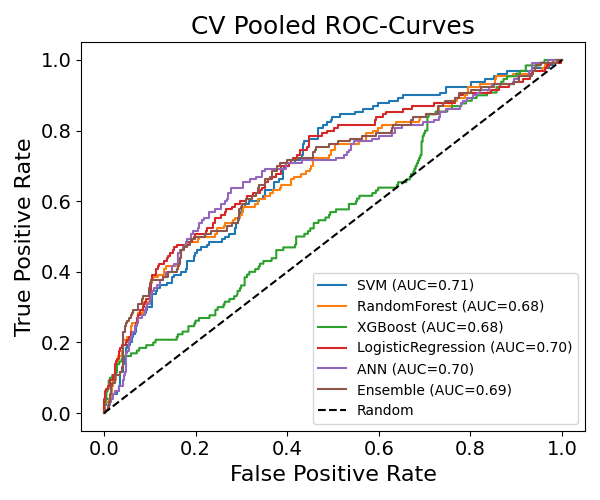 CV Pooled ROC-Curves
True Positive Rate
1.0
0.8
0.6
0.4
0.2
0.0
SVM (AUC=0.71)
RandomForest (AUC=0.68)
XGBoost (AUC=0.68)
LogisticRegression (AUC=0.70)
ANN (AUC=0.70)
Ensemble (AUC=0.69)
Random
0.0 0.2 0.4 0.6 0.8 1.0
False Positive Rate